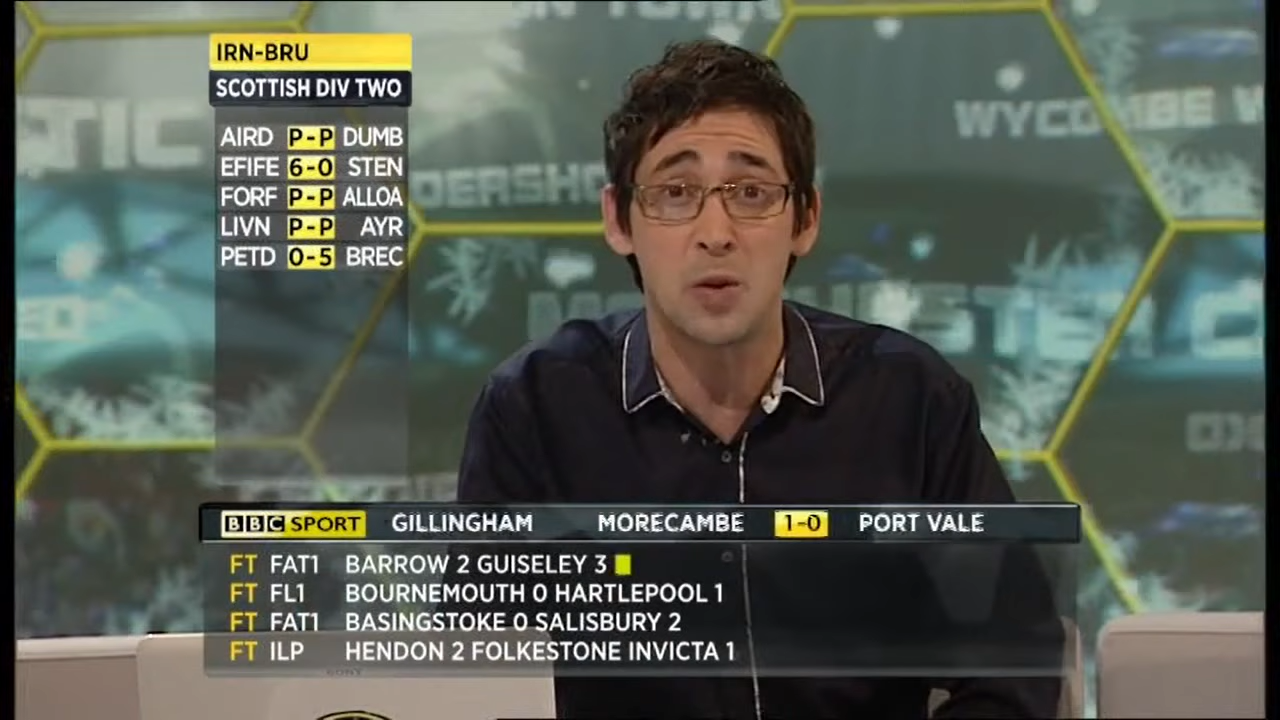 IRN-BRU
SCOTTISH DIV TWO
AIRD P-P DUMB
EFIFE 6-0 STEN
FORF P-P ALLOA
LIVN P-P AYR
PETD 0-5 BREC
WYCOMBE W
BBC SPORT GILLINGHAM MORECAMBE 1-0 PORT VALE
FT FAT1 BARROW 2 GUISELEY 3
FT FL1 BOURNEMOUTH 0 HARTLEPOOL 1
FT FAT1 BASINGSTOKE 0 SALISBURY 2
FT ILP HENDON 2 FOLKESTONE INVICTA 1
SONY